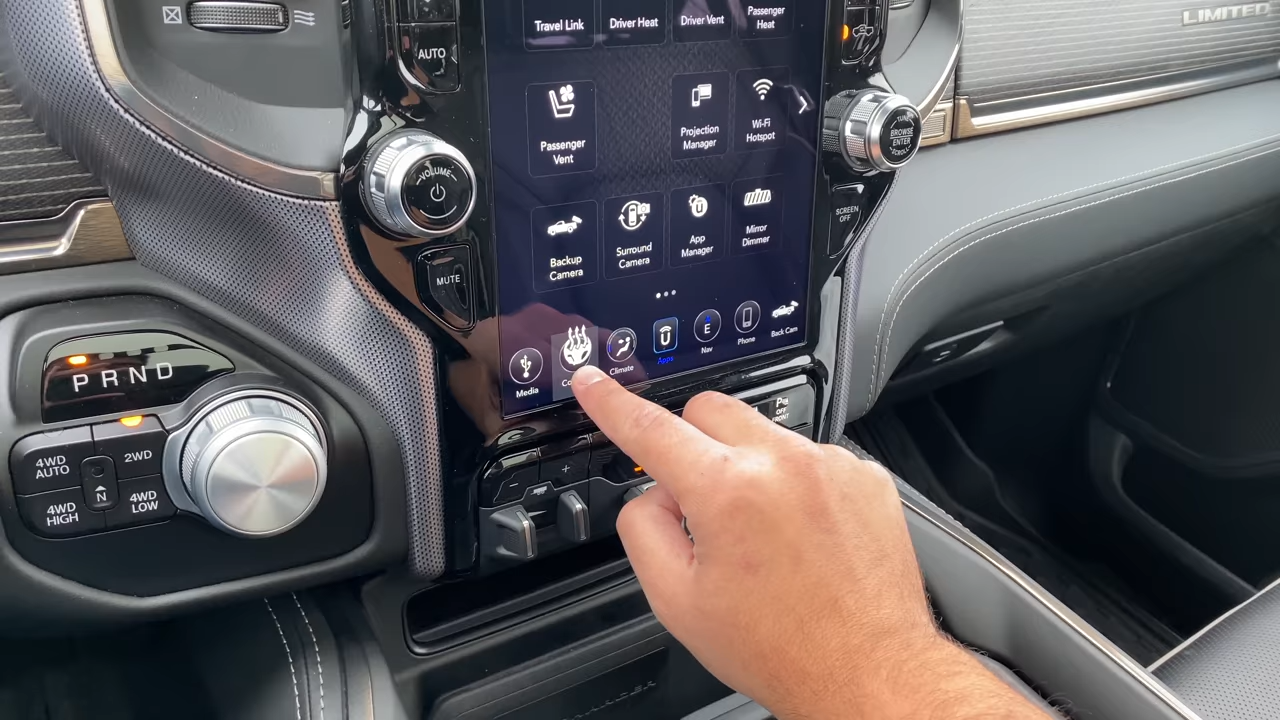 LIMITED
Travel Link
Driver Heat
Driver Vent
Passenger
Heat
AUTO
Passenger
Vent
Projection
Manager
Wi-Fi
Hotspot
TUNE
BROWSE
ENTER
SCROLL
VOLUME
SCREEN
OFF
MUTE
Backup
Camera
Surround
Camera
App
Manager
Mirror
Dimmer
Media
Climate
Apps
E
Nav
Phone
Back Cam
P R N D
4WD
AUTO
2WD
N
4WD
HIGH
4WD
LOW
OFF
FRONT
+
-